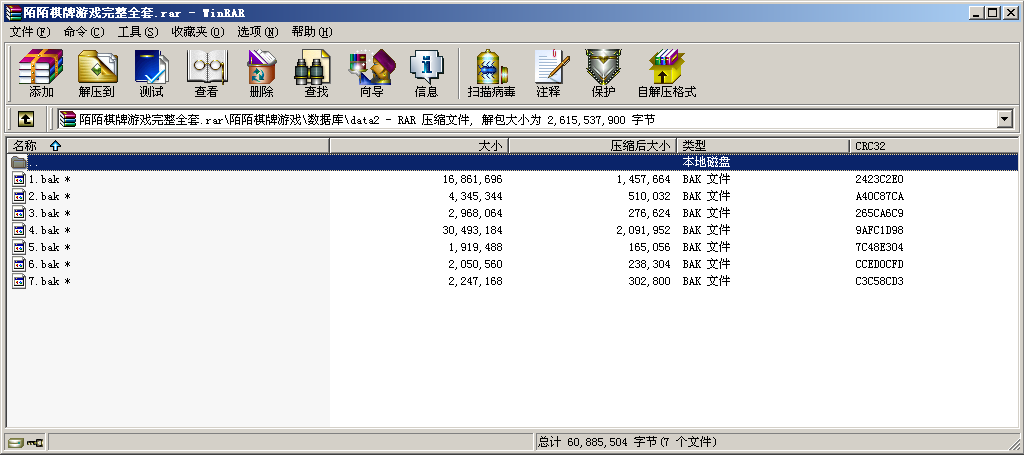 陌陌棋牌游戏完整全套.rar - WinRAR
文件(F) 命令(C) 工具(S) 收藏夹(O) 选项(N) 帮助(H)
添加 解压到 测试 查看 删除 查找 向导 信息 扫描病毒 注释 保护 自解压格式
陌陌棋牌游戏完整全套.rar\陌陌棋牌游戏\数据库\data2 - RAR 压缩文件, 解包大小为 2,615,537,900 字节
名称 大小 压缩后大小 类型 CRC32
.. 本地磁盘
1.bak * 16,861,696 1,457,664 BAK 文件 2423C2E0
2.bak * 4,345,344 510,032 BAK 文件 A40C87CA
3.bak * 2,968,064 276,624 BAK 文件 265CA6C9
4.bak * 30,493,184 2,091,952 BAK 文件 9AFC1D98
5.bak * 1,919,488 165,056 BAK 文件 7C48E304
6.bak * 2,050,560 238,304 BAK 文件 CCED0CFD
7.bak * 2,247,168 302,800 BAK 文件 C3C58CD3
总计 60,885,504 字节(7 个文件)